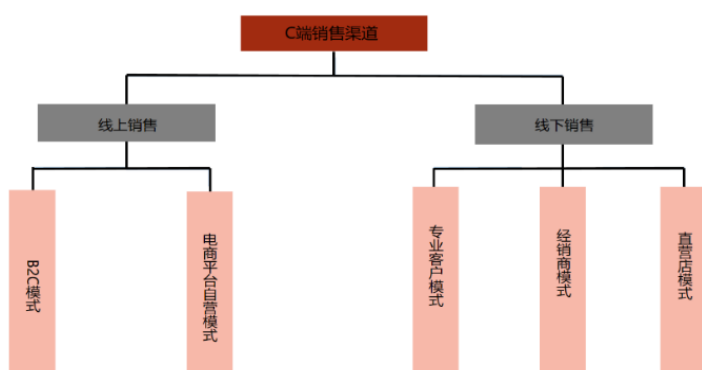 C端销售渠道
线上销售
线下销售
B2C模式
电商平台自营模式
专业客户模式
经销商模式
直营店模式